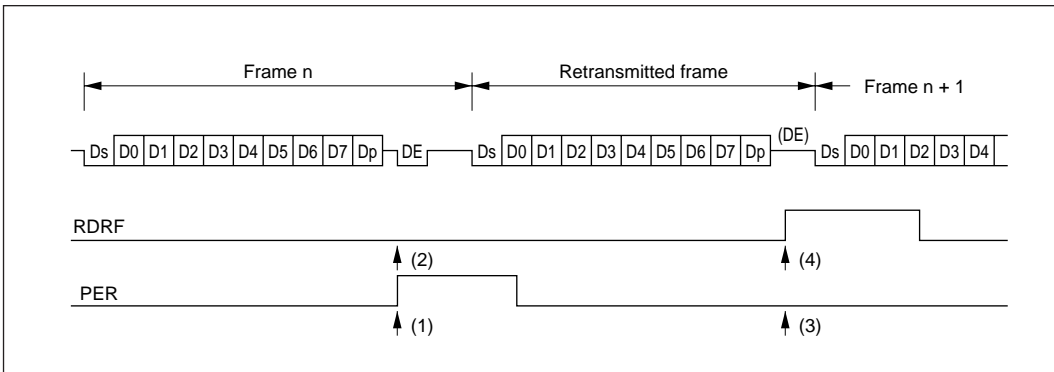 Frame n Retransmitted frame Frame n + 1
(DE)
Ds D0 D1 D2 D3 D4 D5 D6 D7 Dp DE Ds D0 D1 D2 D3 D4 D5 D6 D7 Dp Ds D0 D1 D2 D3 D4
RDRF
(2) (4)
PER
(1) (3)